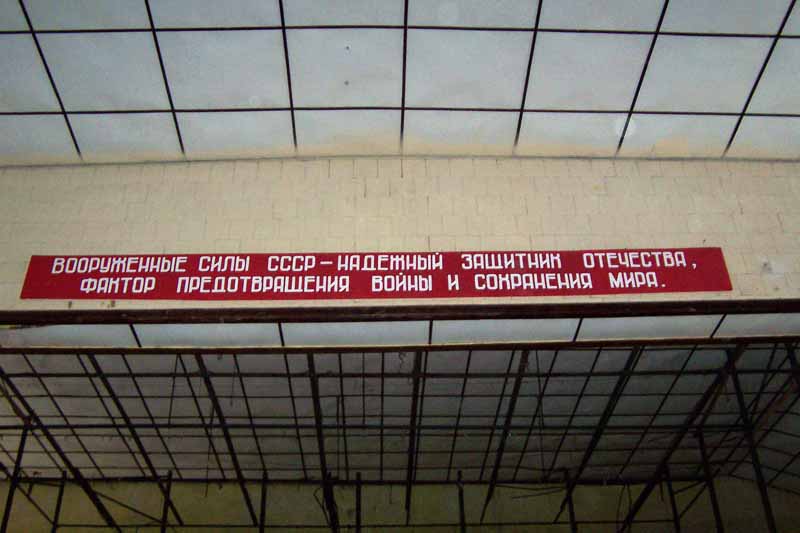 ВООРУЖЕННЫЕ СИЛЫ СССР – НАДЕЖНЫЙ ЗАЩИТНИК ОТЕЧЕСТВА,
ФАКТОР ПРЕДОТВРАЩЕНИЯ ВОЙНЫ И СОХРАНЕНИЯ МИРА.